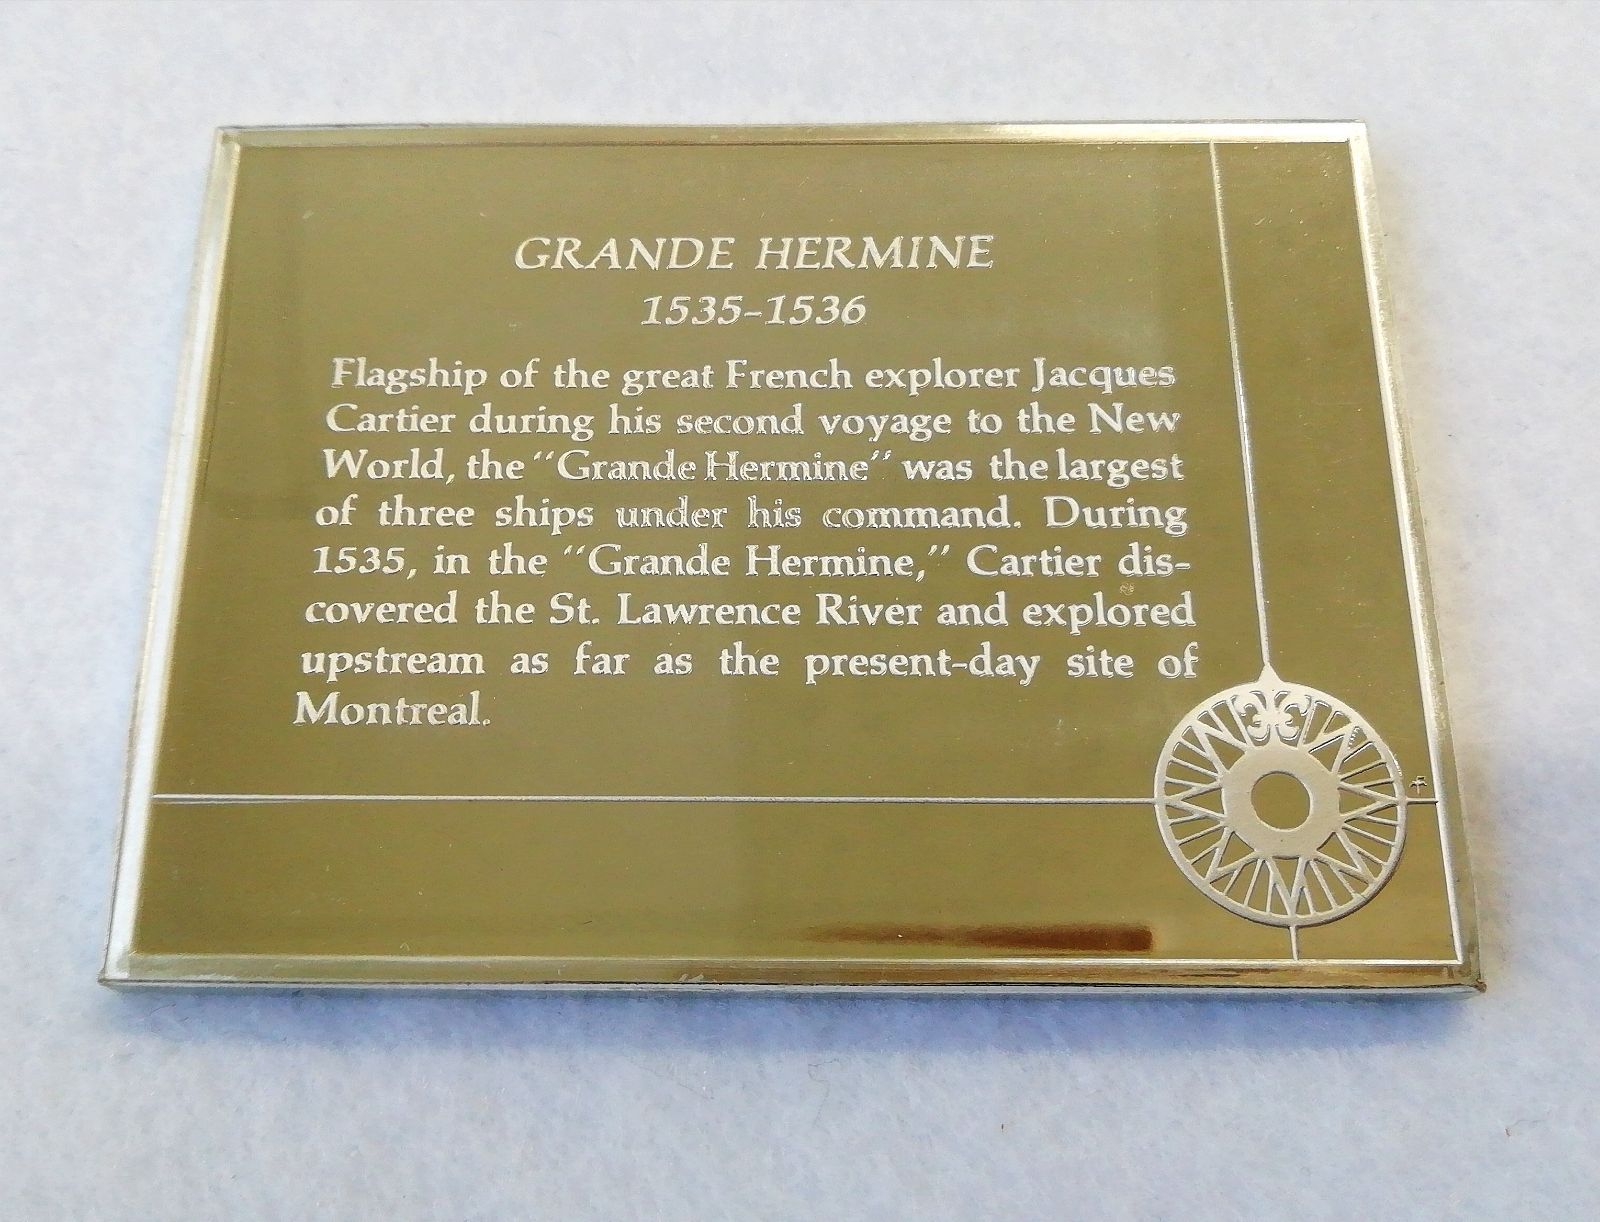 GRANDE HERMINE
1535-1536
Flagship of the great French explorer Jacques
Cartier during his second voyage to the New
World, the "Grande Hermine" was the largest
of three ships under his command. During
1535, in the "Grande Hermine," Cartier dis-
covered the St. Lawrence River and explored
upstream as far as the present-day site of
Montreal.